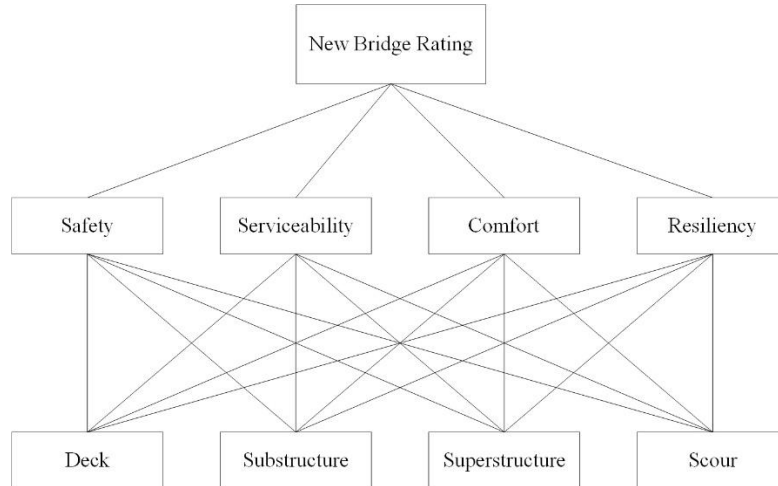 New Bridge Rating
Safety
Serviceability
Comfort
Resiliency
Deck
Substructure
Superstructure
Scour